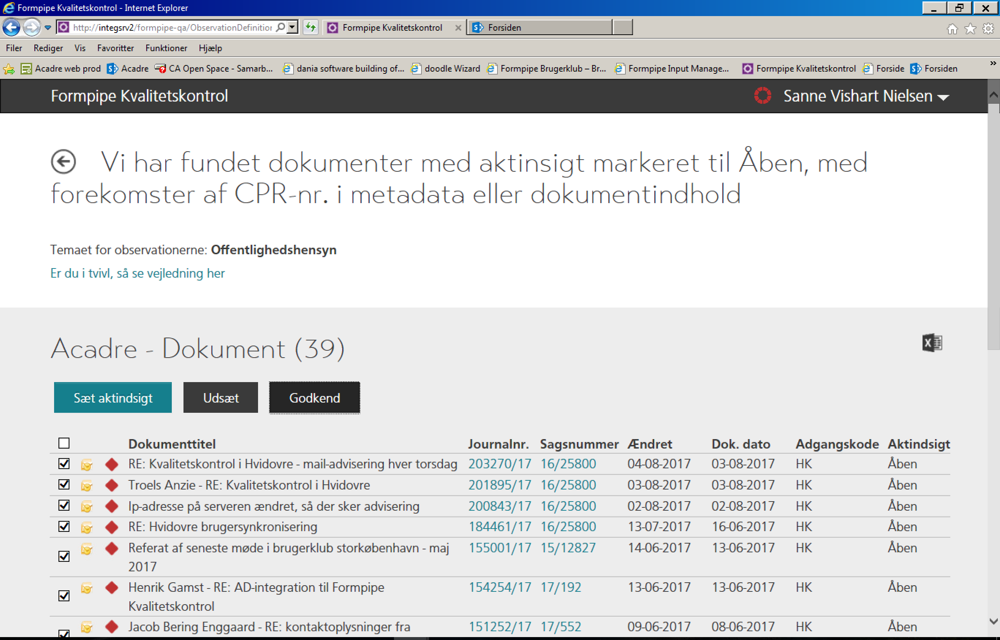 Formpipe Kvalitetskontrol - Internet Explorer
http://integsrv2/formpipe-qa/ObservationDefinition
Formpipe Kvalitetskontrol
Forsiden
Filer Rediger Vis Favoritter Funktioner Hjælp
Acadre web prod Acadre CA Open Space - Samarb... dania software building of... doodle Wizard Formpipe Brugerklub – Br... Formpipe Input Manage... Formpipe Kvalitetskontrol Forside Forsiden
Formpipe Kvalitetskontrol
Sanne Vishart Nielsen
Vi har fundet dokumenter med aktinsigt markeret til Åben, med
forekomster af CPR-nr. i metadata eller dokumentindhold
Temaet for observationerne: Offentlighedshensyn
Er du i tvivl, så se vejledning her
Acadre - Dokument (39)
Sæt aktindsigt Udsæt Godkend
Dokumenttitel Journalnr. Sagsnummer Ændret Dok. dato Adgangskode Aktindsigt
RE: Kvalitetskontrol i Hvidovre - mail-advisering hver torsdag 203270/17 16/25800 04-08-2017 03-08-2017 HK Åben
Troels Anzie - RE: Kvalitetskontrol i Hvidovre 201895/17 16/25800 03-08-2017 03-08-2017 HK Åben
Ip-adresse på serveren ændret, så der sker advisering 200843/17 16/25800 02-08-2017 02-08-2017 HK Åben
RE: Hvidovre brugersynkronisering 184461/17 16/25800 13-07-2017 16-06-2017 HK Åben
Referat af seneste møde i brugerklub storkøbenhavn - maj 155001/17 15/12827 14-06-2017 13-06-2017 HK Åben
2017
Henrik Gamst - RE: AD-integration til Formpipe 154254/17 17/192 13-06-2017 13-06-2017 HK Åben
Kvalitetskontrol
Jacob Bering Enggaard - RE: kontaktoplysninger fra 151252/17 17/552 09-06-2017 08-06-2017 HK Åben